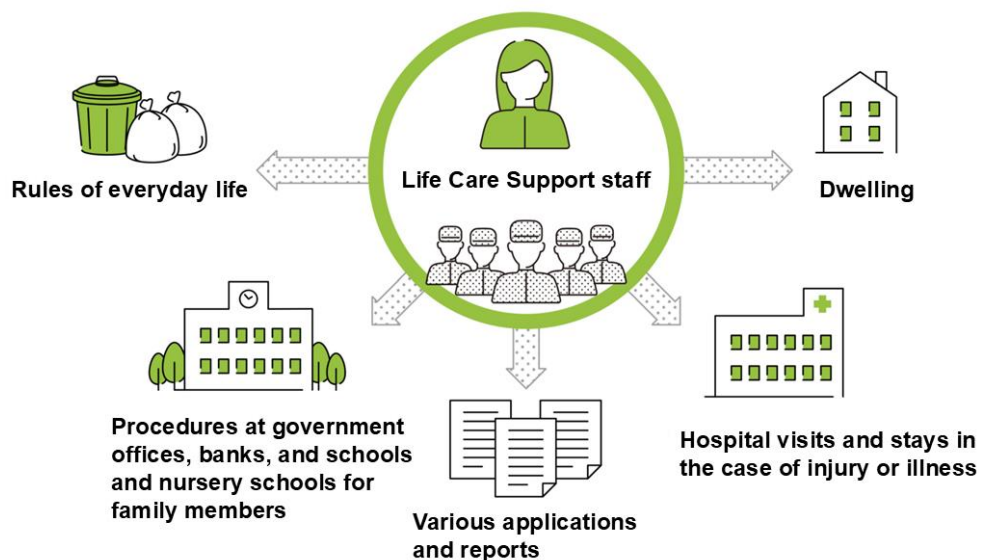 Life Care Support staff
Rules of everyday life
Dwelling
Procedures at government
offices, banks, and schools
and nursery schools for
family members
Various applications
and reports
Hospital visits and stays in
the case of injury or illness